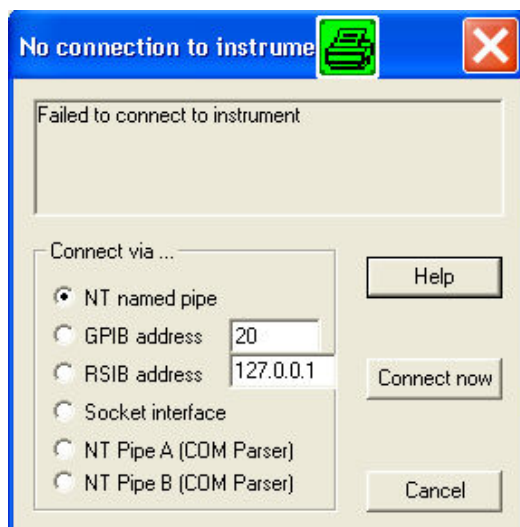 No connection to instrume
Failed to connect to instrument
Connect via ...
NT named pipe
GPIB address 20
RSIB address 127.0.0.1
Socket interface
NT Pipe A (COM Parser)
NT Pipe B (COM Parser)
Help
Connect now
Cancel